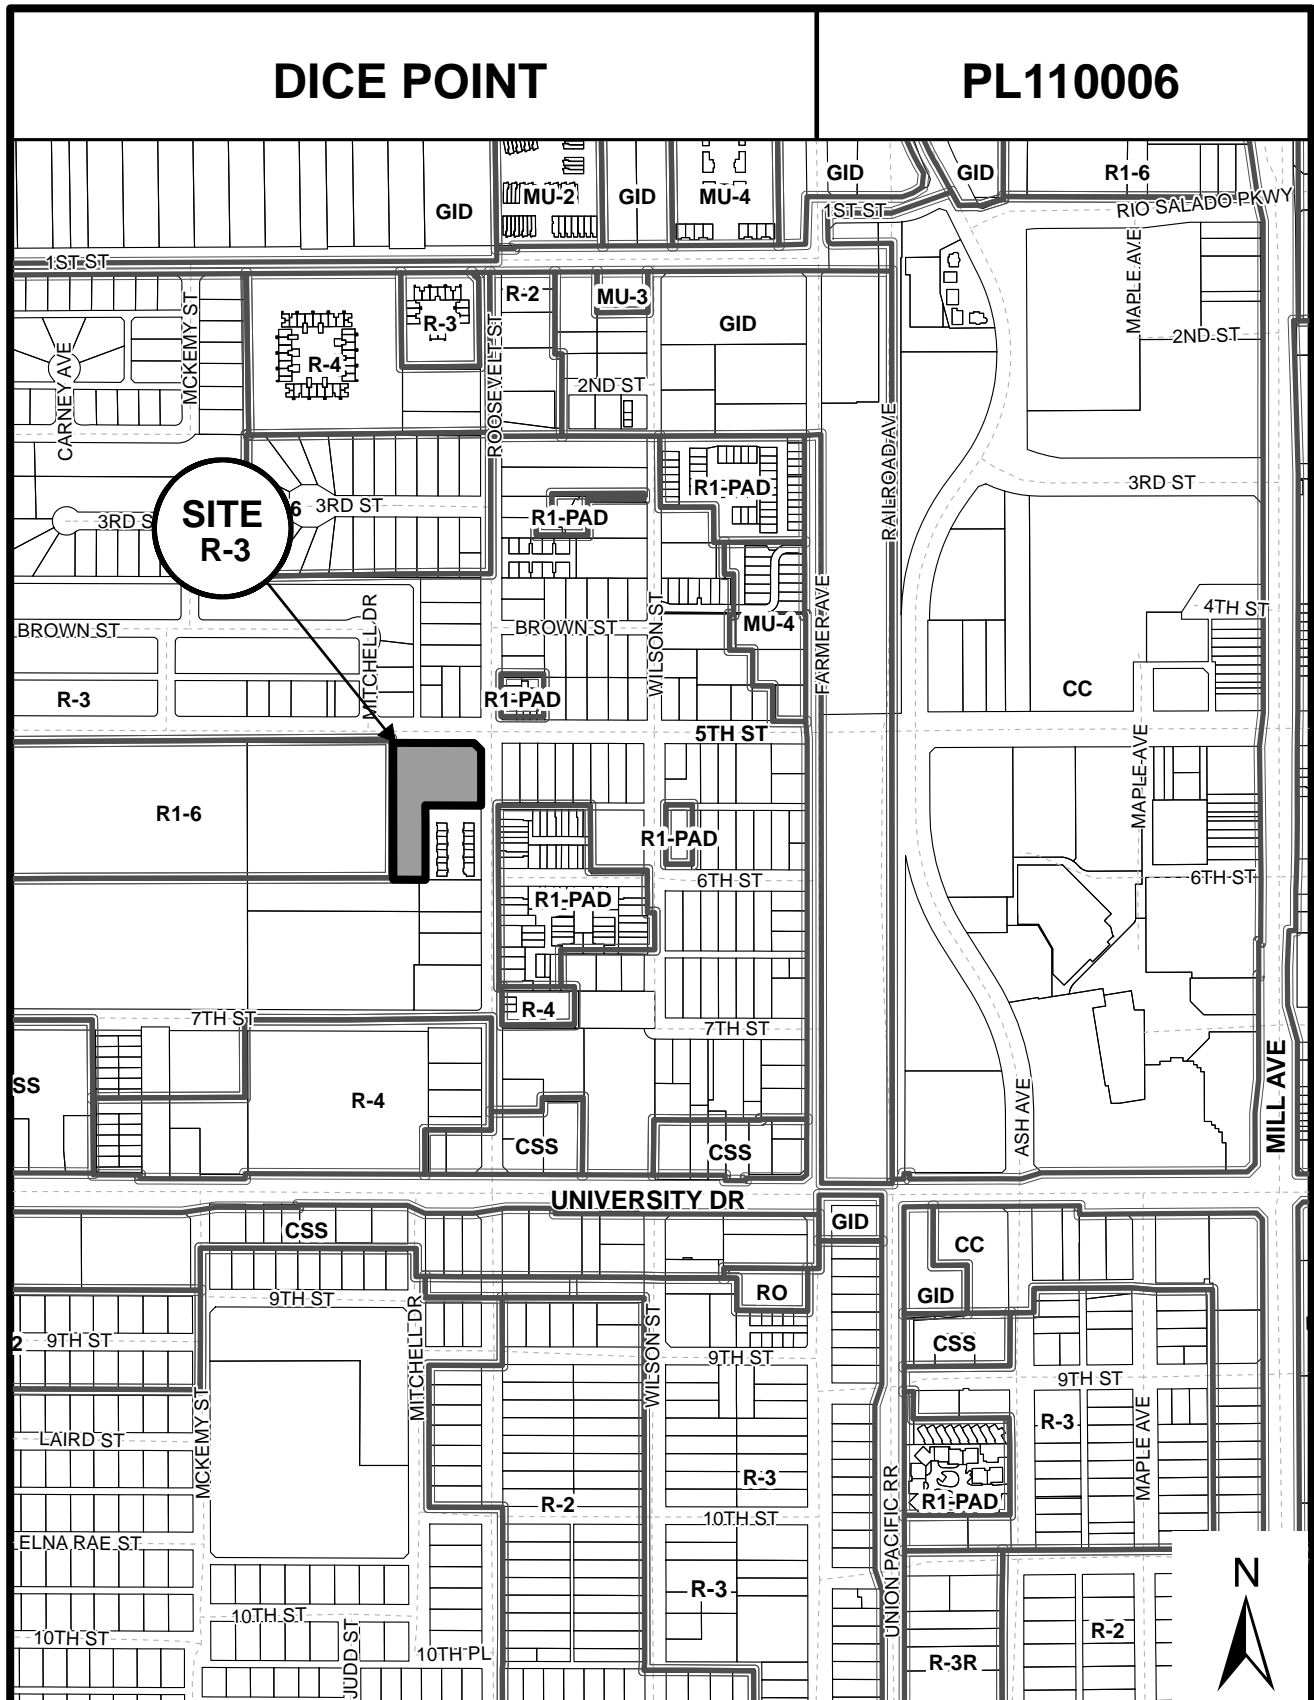 DICE POINT
PL110006
GID
MU-2
GID
MU-4
GID
GID
R1-6
1ST ST
RIO SALADO PKWY
1ST ST
R-2
MU-3
R-3
GID
R-4
MCKEMY ST
CARNEY AVE
ROOSEVELT ST
2ND ST
MAPLE AVE
2ND ST
RAILROAD AVE
R1-PAD
3RD ST
SITE
R-3
6
3RD ST
3RD S
R1-PAD
MITCHELL DR
BROWN ST
BROWN ST
WILSON ST
MU-4
FARMER AVE
4TH ST
R-3
R1-PAD
CC
5TH ST
MAPLE AVE
R1-6
R1-PAD
6TH ST
6TH ST
R1-PAD
R-4
7TH ST
7TH ST
SS
R-4
CSS
CSS
ASH AVE
MILL AVE
UNIVERSITY DR
CSS
GID
CC
RO
GID
9TH ST
MITCHELL DR
WILSON ST
2
9TH ST
9TH ST
CSS
9TH ST
MCKEMY ST
LAIRD ST
R-3
MAPLE AVE
R-3
R-2
R1-PAD
UNION PACIFIC RR
10TH ST
ELNA RAE ST
R-3
N
10TH ST
10TH ST
JUDD ST
10TH PL
R-2
R-3R